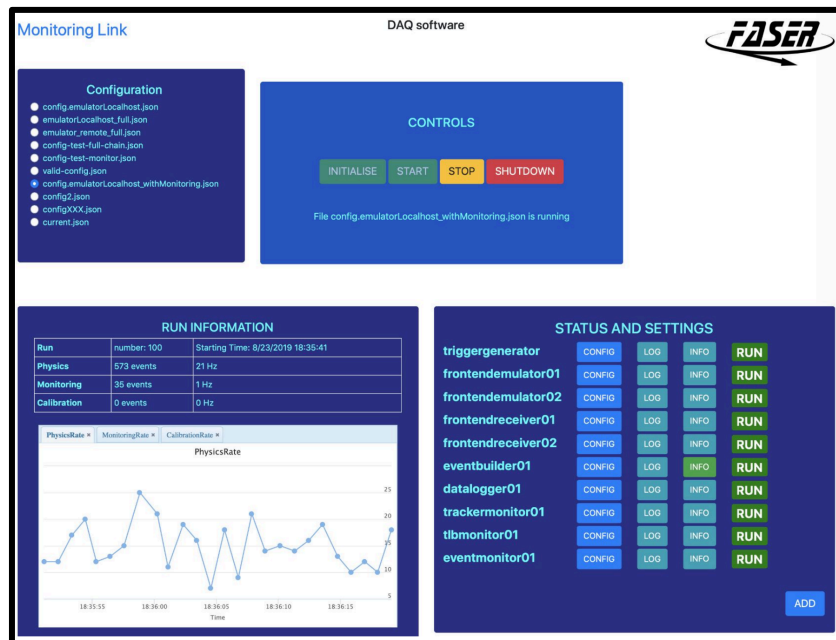 Monitoring Link
DAQ software
FASER
Configuration
config.emulatorLocalhost.json
emulatorLocalhost_full.json
emulator_remote_full.json
config-test-full-chain.json
config-test-monitor.json
valid-config.json
config.emulatorLocalhost_withMonitoring.json
config2.json
configXXX.json
current.json
CONTROLS
INITIALISE START STOP SHUTDOWN
File config.emulatorLocalhost_withMonitoring.json is running
RUN INFORMATION
Run number: 100 Starting Time: 8/23/2019 18:35:41
Physics 573 events 21 Hz
Monitoring 35 events 1 Hz
Calibration 0 events 0 Hz
PhysicsRate × MonitoringRate × CalibrationRate ×
PhysicsRate
25
20
15
10
5
18:35:55 18:36:00 18:36:05 18:36:10 18:36:15
Time
STATUS AND SETTINGS
triggergenerator CONFIG LOG INFO RUN
frontendemulator01 CONFIG LOG INFO RUN
frontendemulator02 CONFIG LOG INFO RUN
frontendreceiver01 CONFIG LOG INFO RUN
frontendreceiver02 CONFIG LOG INFO RUN
eventbuilder01 CONFIG LOG INFO RUN
datalogger01 CONFIG LOG INFO RUN
trackermonitor01 CONFIG LOG INFO RUN
tlbmonitor01 CONFIG LOG INFO RUN
eventmonitor01 CONFIG LOG INFO RUN
ADD